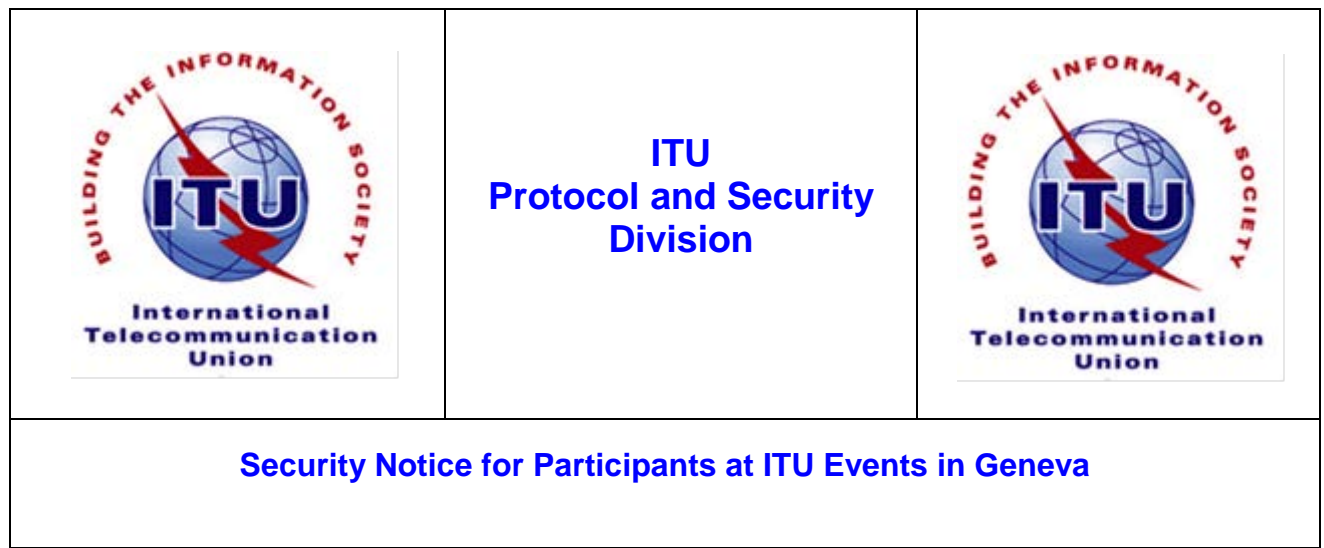 BUILDING THE INFORMATION SOCIETY
ITU
International
Telecommunication
Union
ITU
Protocol and Security
Division
BUILDING THE INFORMATION SOCIETY
ITU
International
Telecommunication
Union
Security Notice for Participants at ITU Events in Geneva